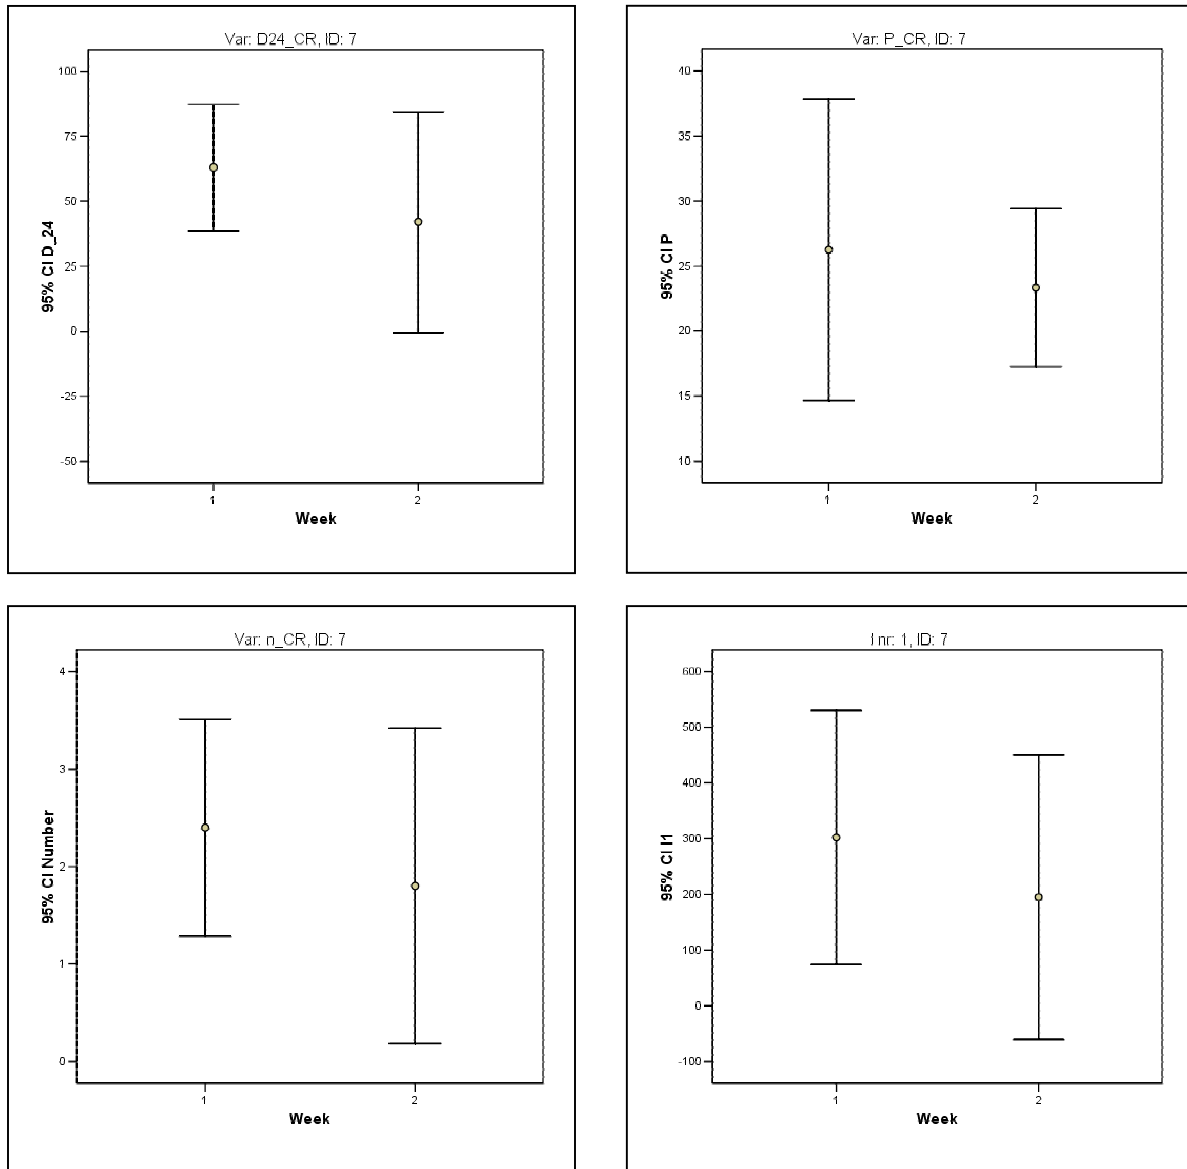 Var: D24_CR, ID: 7
100
75
50
25
0
-25
-50
95% CI D_24
1
2
Week
Var: P_CR, ID: 7
40
35
30
25
20
15
10
95% CI P
1
2
Week
Var: n_CR, ID: 7
4
3
2
1
0
95% CI Number
1
2
Week
nr: 1, ID: 7
600
500
400
300
200
100
0
-100
95% CI I1
1
2
Week